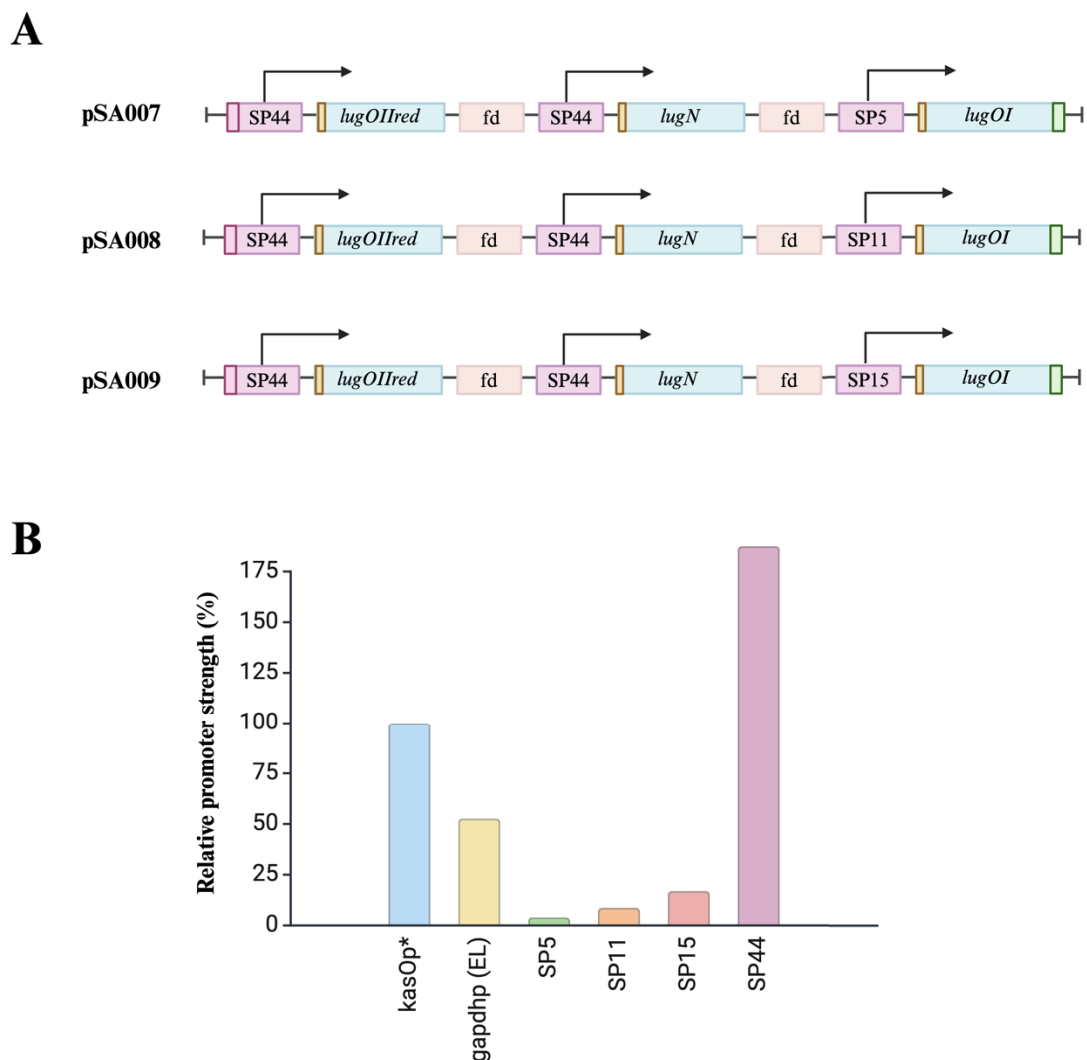 A
pSA007 SP44 lugOIIred fd SP44 lugN fd SP5 lugOI
pSA008 SP44 lugOIIred fd SP44 lugN fd SP11 lugOI
pSA009 SP44 lugOIIred fd SP44 lugN fd SP15 lugOI
B
Relative promoter strength (%)
175
150
125
100
75
50
25
0
kasOp*
gapdhp (EL)
SP5
SP11
SP15
SP44